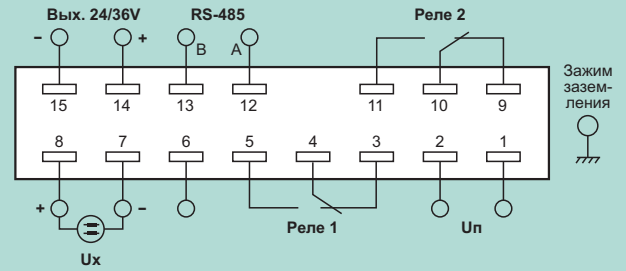 Вых. 24/36V RS-485 Реле 2
– + B A
15 14 13 12 11 10 9
Зажим
зазем-
ления
8 7 6 5 4 3 2 1
+ –
Реле 1 Uп
Ux